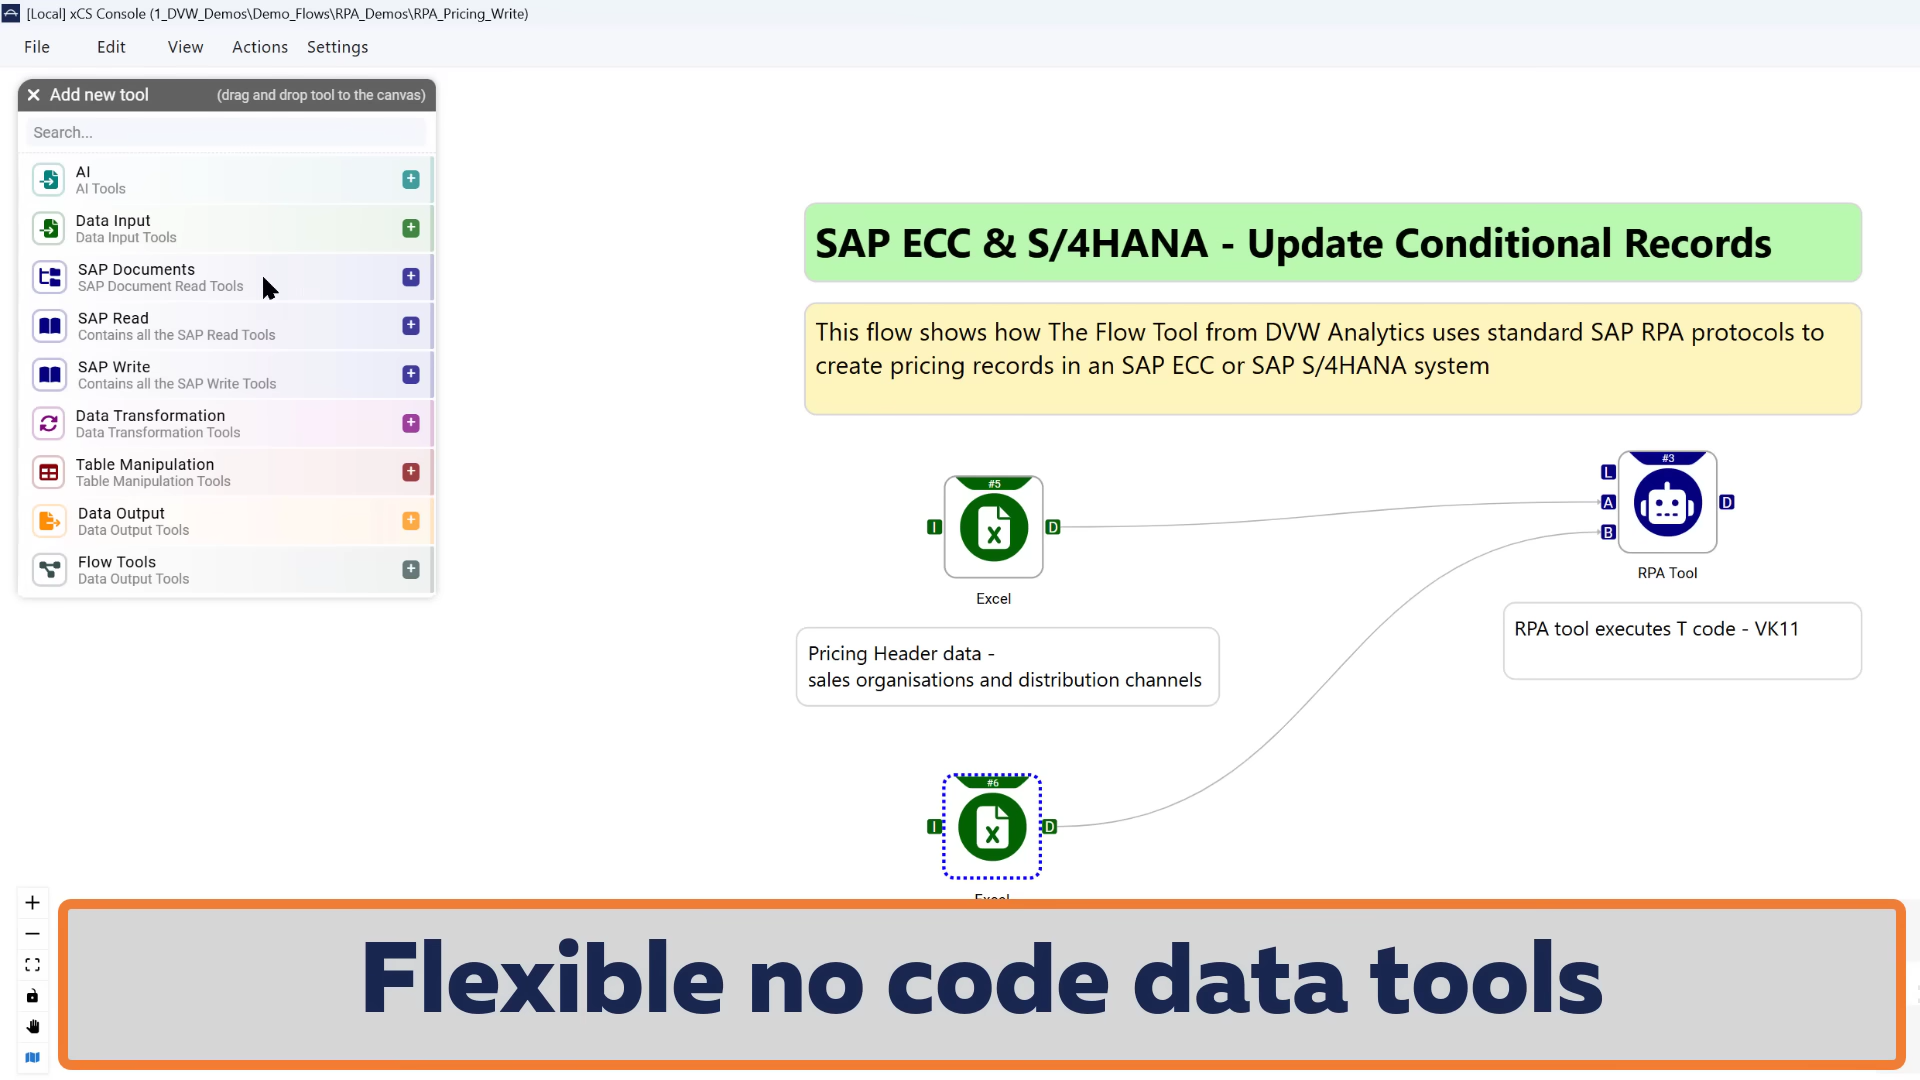 [Local] xCS Console (1_DVW_Demos\Demo_Flows\RPA_Demos\RPA_Pricing_Write)
File Edit View Actions Settings
Add new tool (drag and drop tool to the canvas)
Search...
AI
AI Tools
Data Input
Data Input Tools
SAP Documents
SAP Document Read Tools
SAP Read
Contains all the SAP Read Tools
SAP Write
Contains all the SAP Write Tools
Data Transformation
Data Transformation Tools
Table Manipulation
Table Manipulation Tools
Data Output
Data Output Tools
Flow Tools
Data Output Tools
SAP ECC & S/4HANA - Update Conditional Records
This flow shows how The Flow Tool from DVW Analytics uses standard SAP RPA protocols to
create pricing records in an SAP ECC or SAP S/4HANA system
#5
I
X
D
Excel
#3
L
A
B
D
RPA Tool
Pricing Header data -
sales organisations and distribution channels
RPA tool executes T code - VK11
#6
I
X
D
Excel
Flexible no code data tools